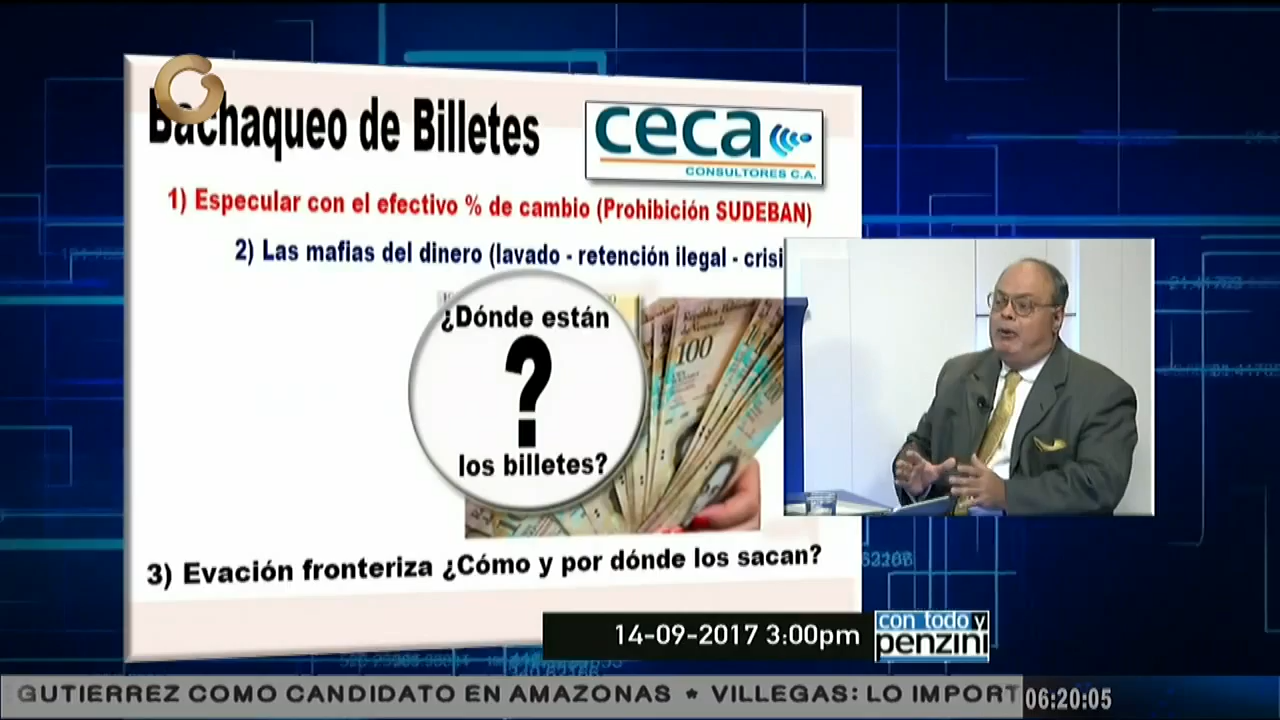 Bachaqueo de Billetes
ceca
CONSULTORES C.A.
1) Especular con el efectivo % de cambio (Prohibición SUDEBAN)
2) Las mafias del dinero (lavado - retención ilegal - crisi
¿Dónde están
?
los billetes?
100
3) Evación fronteriza ¿Cómo y por dónde los sacan?
14-09-2017 3:00pm
con todo y
penzini
GUTIERREZ COMO CANDIDATO EN AMAZONAS * VILLEGAS: LO IMPORT
06:20:05